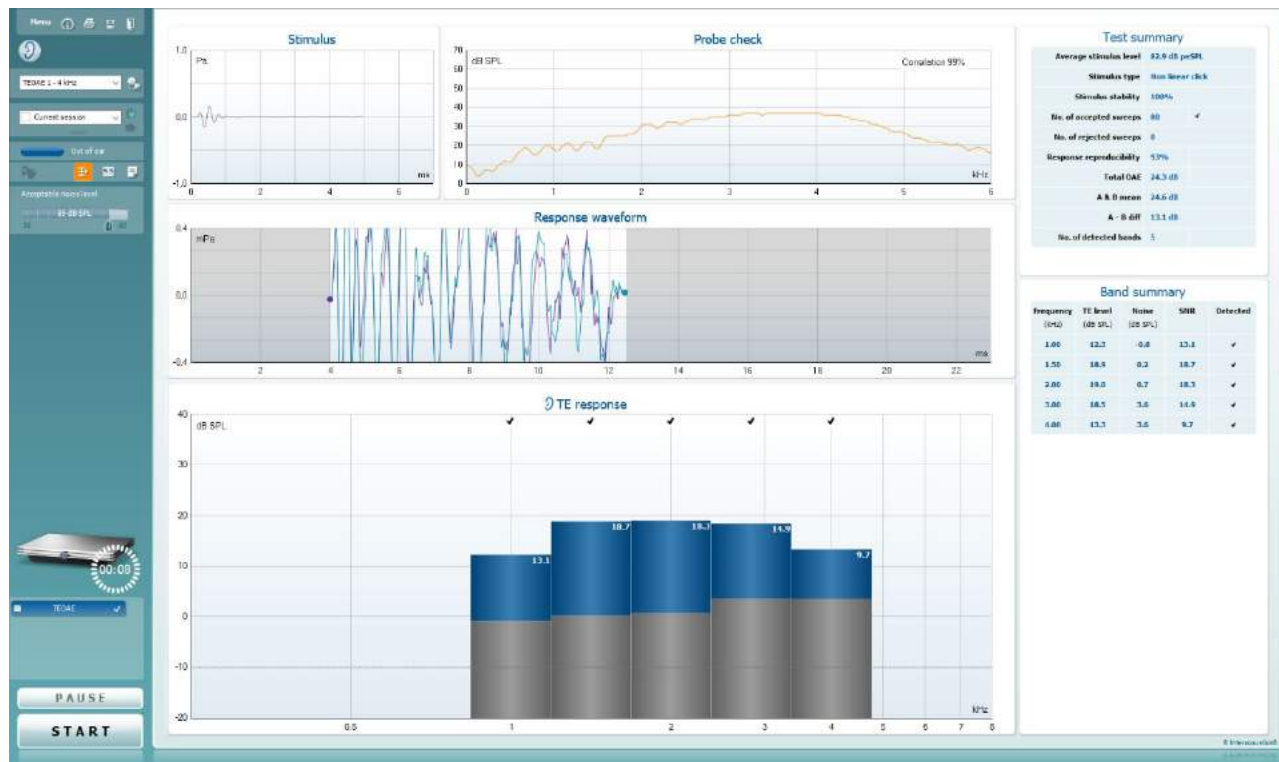 Menu
TEOAE 1 - 4 kHz
Current session
Out of ear
Acceptable noise level
TEOAE
00:08
PAUSE
START
Stimulus
Pa
1,0
0,0
-1,0
0 2 4 6
ms
Probe check
dB SPL
Correlation 99%
70
60
50
40
30
20
10
0
0 1 2 3 4 5 6
kHz
Response waveform
mPa
0.4
0.0
-0.4
2 4 6 8 10 12 14 16 18 20 22
ms
TE response
dB SPL
40
30
20
10
0
-10
-20
13.1 18.7 18.3 14.9 9.7
0.5 1 2 3 4 5 6 7 8
kHz
Test summary
Average stimulus level 82.9 dB peSPL
Stimulus type Non linear click
Stimulus stability 100%
No. of accepted sweeps 80
No. of rejected sweeps 0
Response reproducibility
Total OAE 24.3 dB
A & B mean 24.6 dB
A - B diff 13.1 dB
No. of detected bands 5
Band summary
Frequency TE level Noise SNR Detected
(kHz) (dB SPL) (dB SPL)
1.00 12.3 13.1
1.50 18.9 0.2 18.7
2.00 19.0 0.7 18.3
3.00 18.5 3.6 14.9
4.00 13.3 3.6 9.7